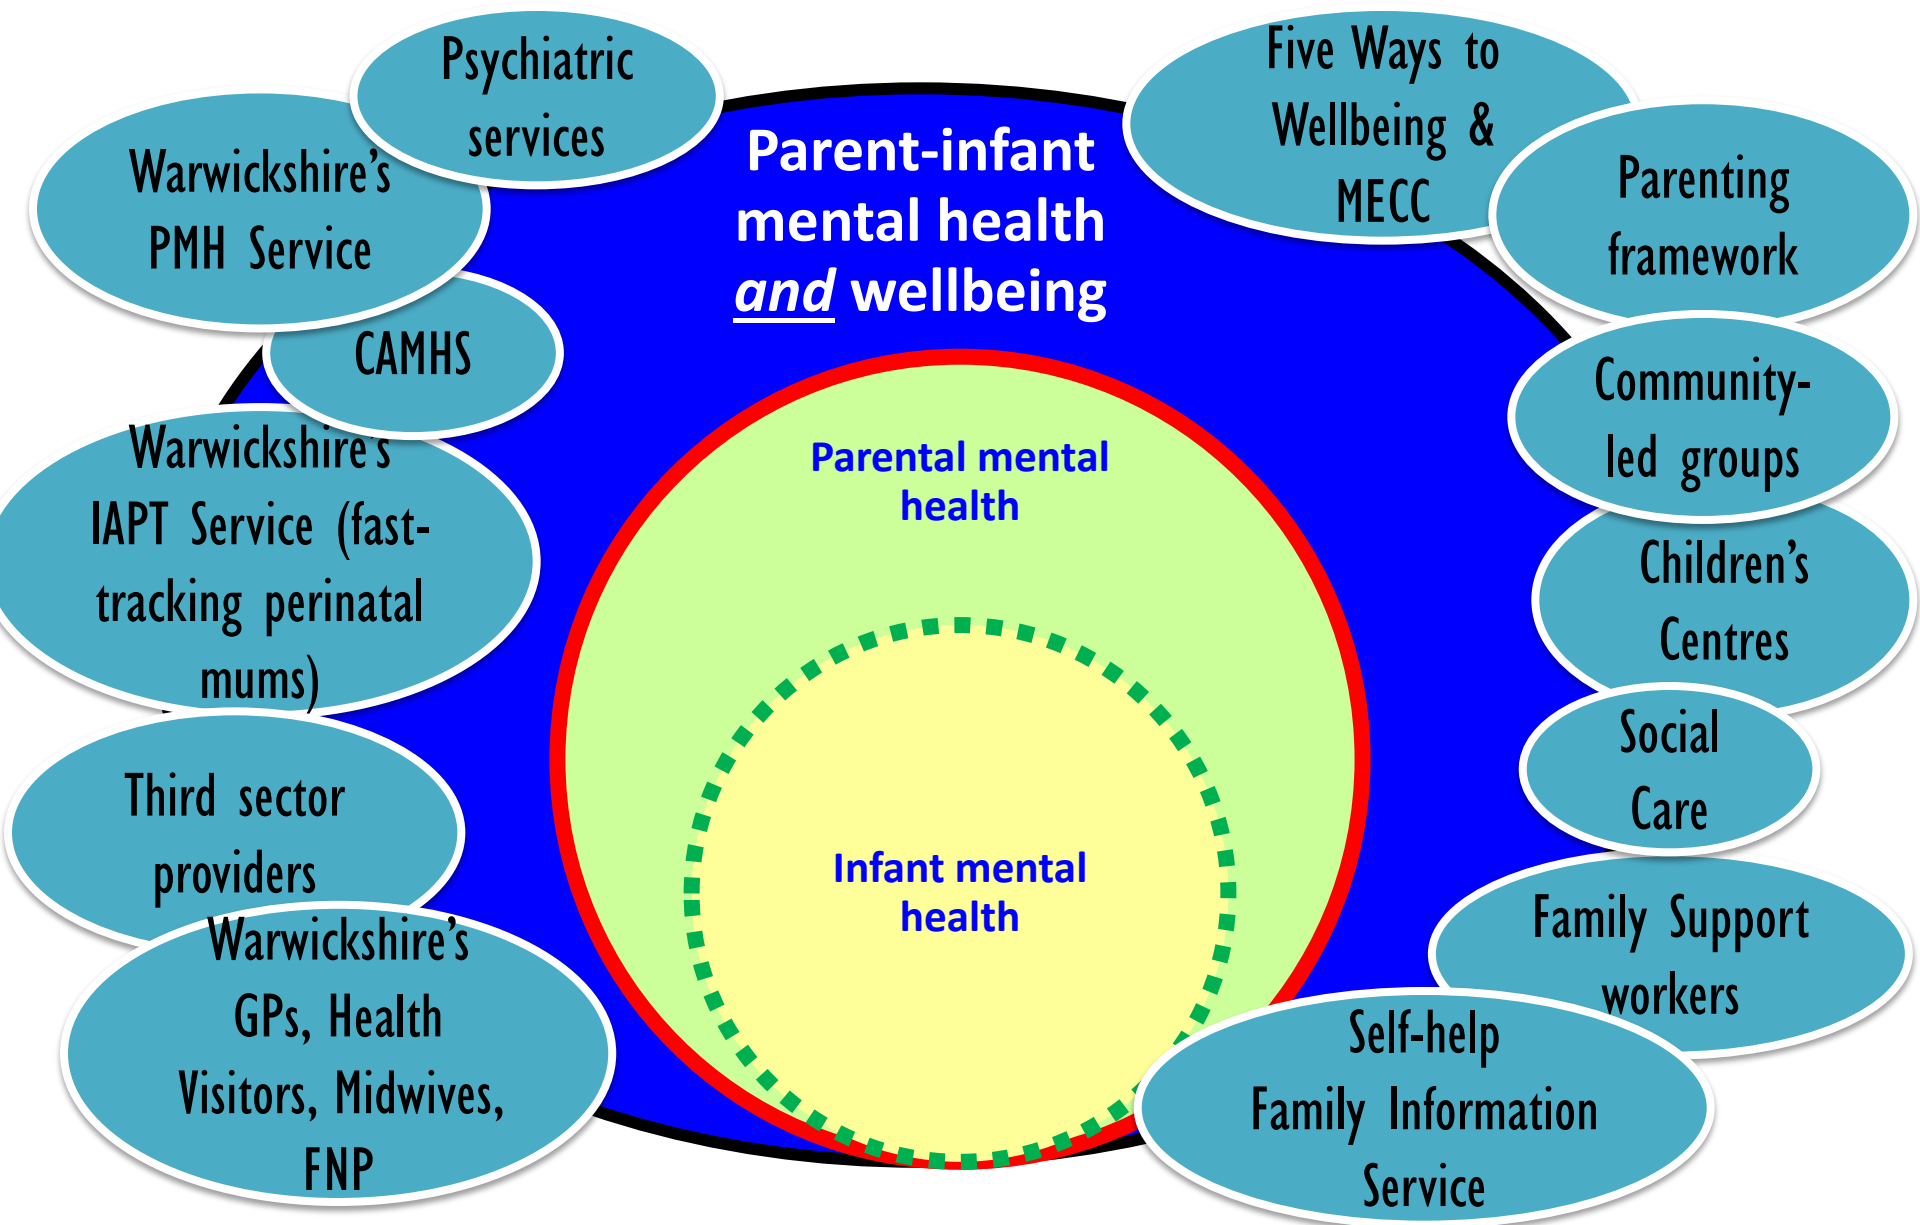 Psychiatric
services
Warwickshire's
PMH Service
CAMHS
Warwickshire's
IAPT Service (fast-
tracking perinatal
mums)
Third sector
providers
Warwickshire's
GPs, Health
Visitors, Midwives,
FNP
Parent-infant
mental health
and wellbeing
Parental mental
health
Infant mental
health
Five Ways to
Wellbeing &
MECC
Parenting
framework
Community-
led groups
Children's
Centres
Social
Care
Family Support
workers
Self-help
Family Information
Service